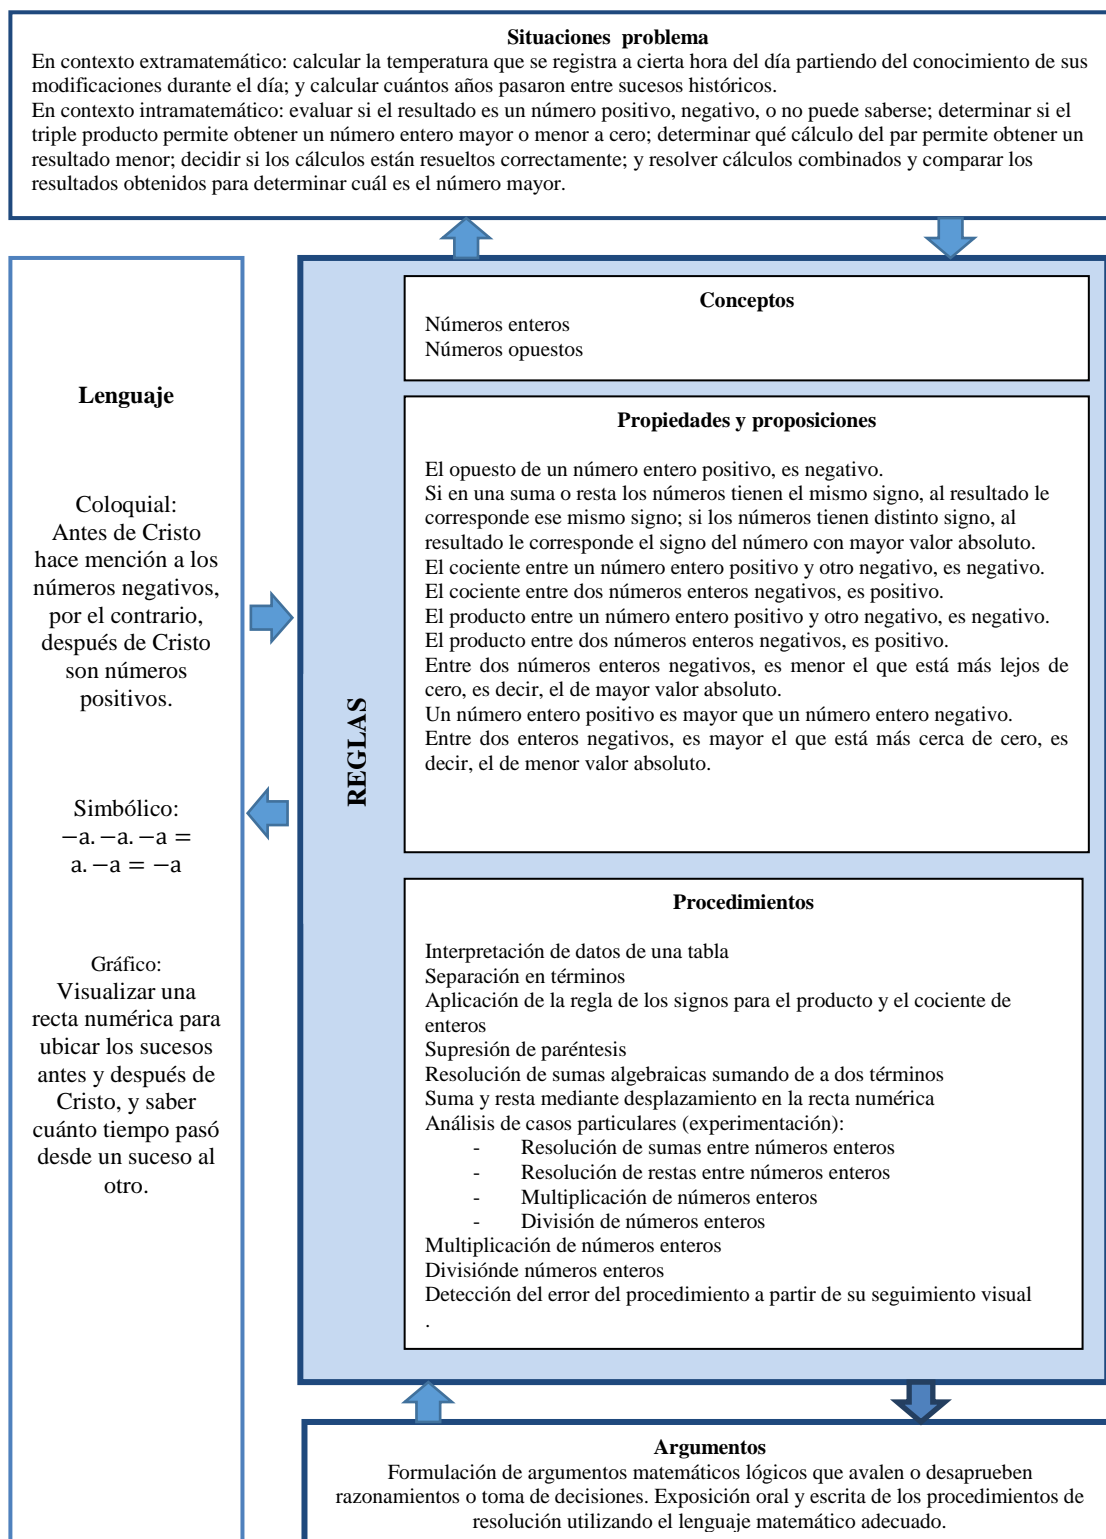 Situaciones problema
En contexto extramatemático: calcular la temperatura que se registra a cierta hora del día partiendo del conocimiento de sus
modificaciones durante el día; y calcular cuántos años pasaron entre sucesos históricos.
En contexto intramatemático: evaluar si el resultado es un número positivo, negativo, o no puede saberse; determinar si el
triple producto permite obtener un número entero mayor o menor a cero; determinar qué cálculo del par permite obtener un
resultado menor; decidir si los cálculos están resueltos correctamente; y resolver cálculos combinados y comparar los
resultados obtenidos para determinar cuál es el número mayor.
Lenguaje
Coloquial:
Antes de Cristo
hace mención a los
números negativos,
por el contrario,
después de Cristo
son números
positivos.
Simbólico:
−a. −a. −a =
a. −a = −a
Gráfico:
Visualizar una
recta numérica para
ubicar los sucesos
antes y después de
Cristo, y saber
cuánto tiempo pasó
desde un suceso al
otro.
REGLAS
Conceptos
Números enteros
Números opuestos
Propiedades y proposiciones
El opuesto de un número entero positivo, es negativo.
Si en una suma o resta los números tienen el mismo signo, al resultado le
corresponde ese mismo signo; si los números tienen distinto signo, al
resultado le corresponde el signo del número con mayor valor absoluto.
El cociente entre un número entero positivo y otro negativo, es negativo.
El cociente entre dos números enteros negativos, es positivo.
El producto entre un número entero positivo y otro negativo, es negativo.
El producto entre dos números enteros negativos, es positivo.
Entre dos números enteros negativos, es menor el que está más lejos de
cero, es decir, el de mayor valor absoluto.
Un número entero positivo es mayor que un número entero negativo.
Entre dos enteros negativos, es mayor el que está más cerca de cero, es
decir, el de menor valor absoluto.
Procedimientos
Interpretación de datos de una tabla
Separación en términos
Aplicación de la regla de los signos para el producto y el cociente de
enteros
Supresión de paréntesis
Resolución de sumas algebraicas sumando de a dos términos
Suma y resta mediante desplazamiento en la recta numérica
Análisis de casos particulares (experimentación):
- Resolución de sumas entre números enteros
- Resolución de restas entre números enteros
- Multiplicación de números enteros
- División de números enteros
Multiplicación de números enteros
Divisiónde números enteros
Detección del error del procedimiento a partir de su seguimiento visual
.
Argumentos
Formulación de argumentos matemáticos lógicos que avalen o desaprueben
razonamientos o toma de decisiones. Exposición oral y escrita de los procedimientos de
resolución utilizando el lenguaje matemático adecuado.